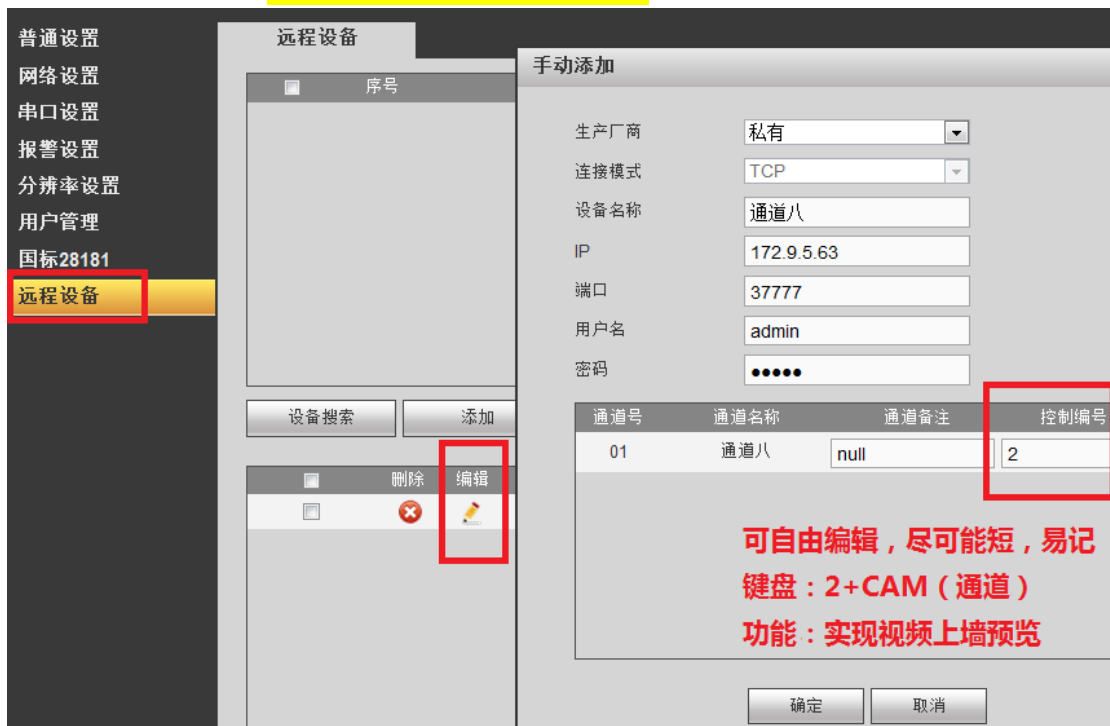 普通设置
网络设置
串口设置
报警设置
分辨率设置
用户管理
国标28181
远程设备
远程设备
序号
设备搜索
添加
删除
编辑
手动添加
生产厂商 私有
连接模式 TCP
设备名称 通道八
IP 172.9.5.63
端口 37777
用户名 admin
密码 ●●●●●
通道号 通道名称 通道备注 控制编号
01 通道八 null 2
可自由编辑，尽可能短，易记
键盘：2+CAM（通道）
功能：实现视频上墙预览
确定 取消